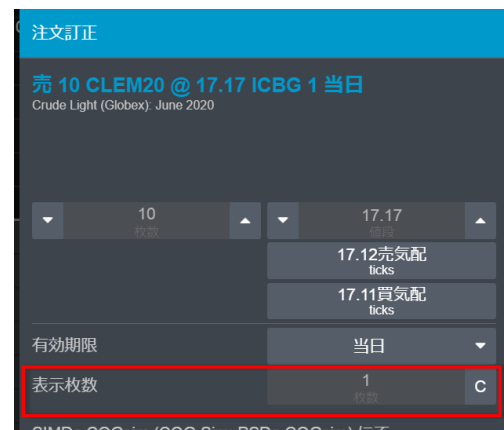 注文訂正
売 10 CLEM20 @ 17.17 ICBG 1 当日
Crude Light (Globex): June 2020
10
枚数
17.17
値段
17.12売気配
ticks
17.11買気配
ticks
有効期限 当日
表示枚数
1
枚数
C